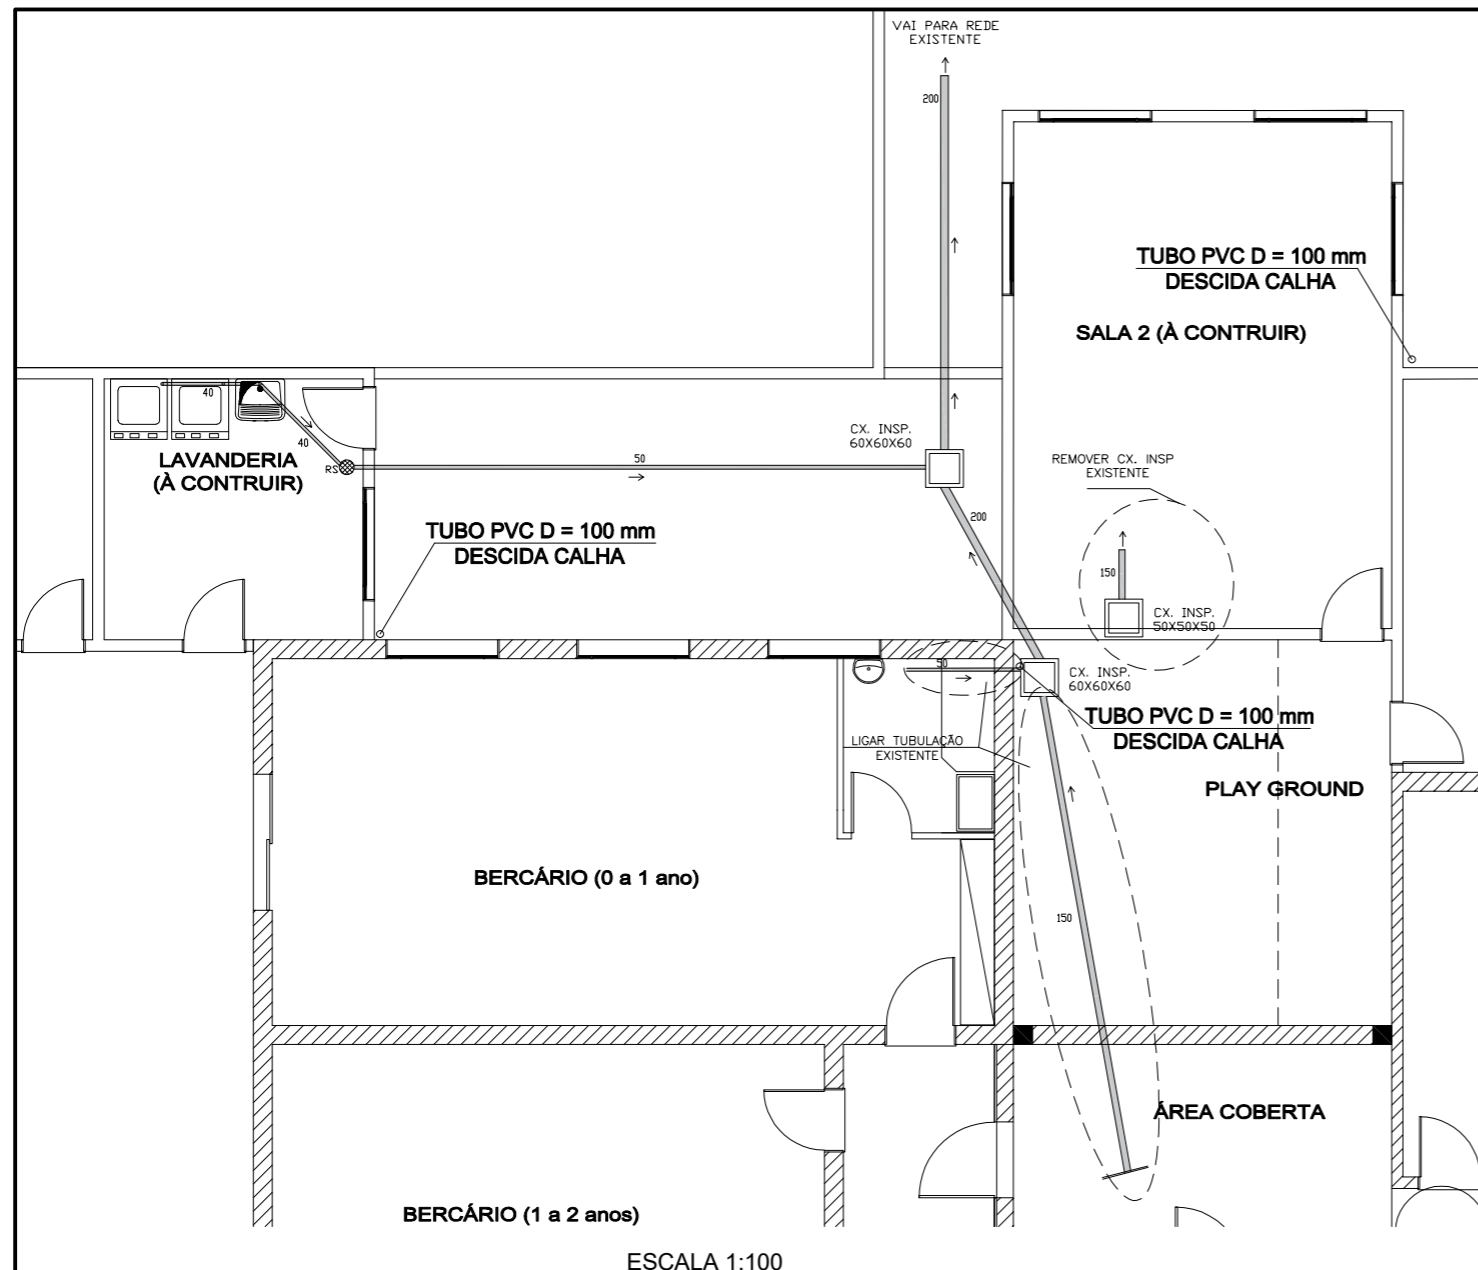 VAI PARA REDE
EXISTENTE
200
TUBO PVC D = 100 mm
DESCIDA CALHA
SALA 2 (À CONTRUIR)
40
40
RS
LAVANDERIA
(À CONTRUIR)
50
CX. INSP.
60X60X60
REMOVER CX. INSP
EXISTENTE
200
TUBO PVC D = 100 mm
DESCIDA CALHA
150
CX. INSP.
50X50X50
50
CX. INSP.
60X60X60
TUBO PVC D = 100 mm
DESCIDA CALHA
LIGAR TUBULAÇÃO
EXISTENTE
PLAY GROUND
BERCÁRIO (0 a 1 ano)
150
ÁREA COBERTA
BERCÁRIO (1 a 2 anos)
ESCALA 1:100